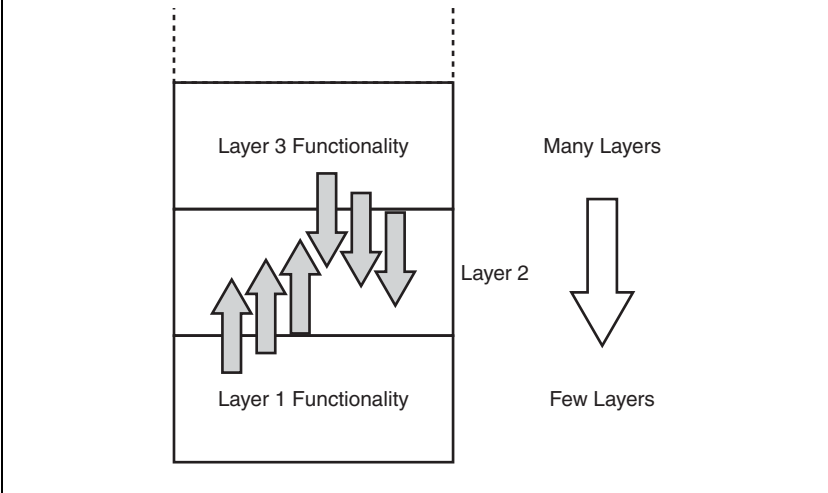 Layer 3 Functionality
Many Layers
Layer 2
Layer 1 Functionality
Few Layers